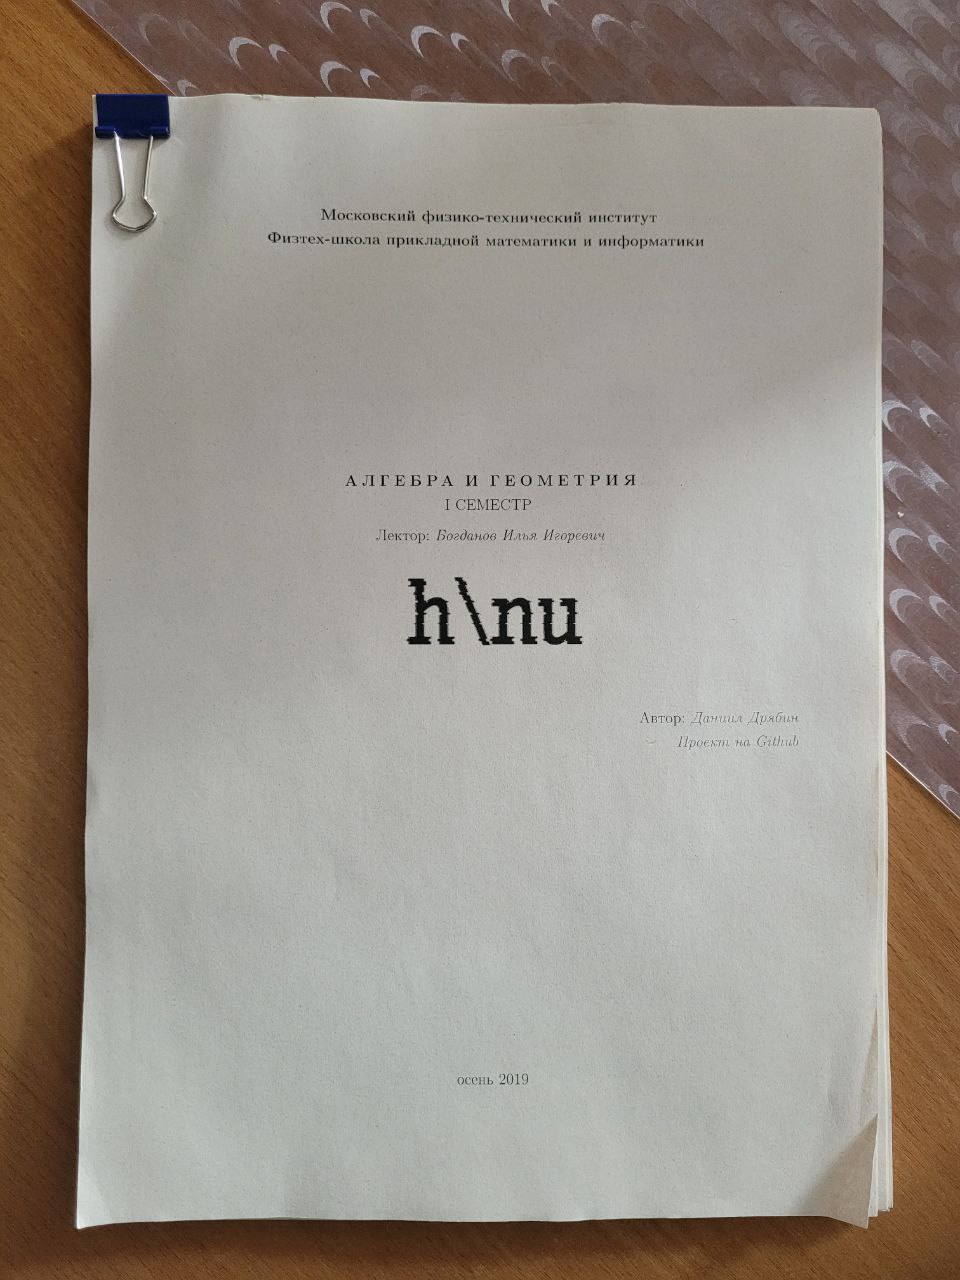 Московский физико-технический институт
Физтех-школа прикладной математики и информатики
АЛГЕБРА И ГЕОМЕТРИЯ
I СЕМЕСТР
Лектор: Богданов Илья Игоревич
h\nu
Автор: Даниил Дрябин
Проект на Github
осень 2019